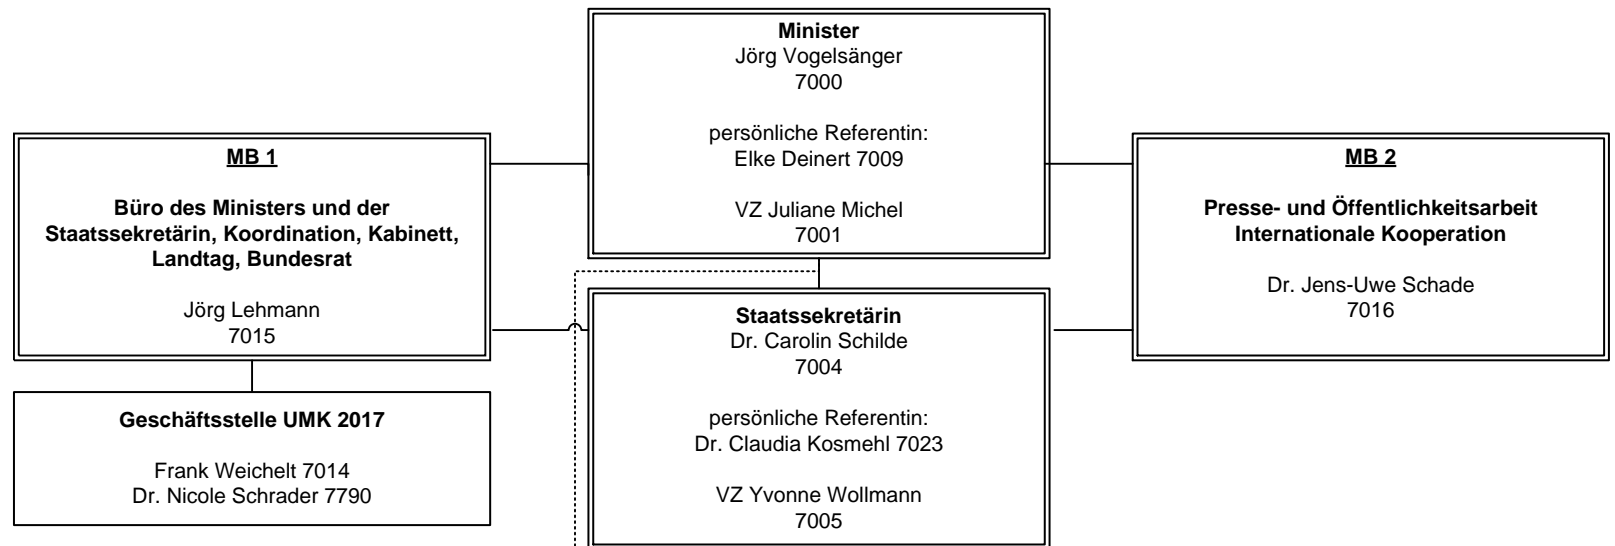 Minister
Jörg Vogelsänger
7000
persönliche Referentin:
Elke Deinert 7009
VZ Juliane Michel
7001
MB 1
Büro des Ministers und der
Staatssekretärin, Koordination, Kabinett,
Landtag, Bundesrat
Jörg Lehmann
7015
MB 2
Presse- und Öffentlichkeitsarbeit
Internationale Kooperation
Dr. Jens-Uwe Schade
7016
Staatssekretärin
Dr. Carolin Schilde
7004
persönliche Referentin:
Dr. Claudia Kosmehl 7023
VZ Yvonne Wollmann
7005
Geschäftsstelle UMK 2017
Frank Weichelt 7014
Dr. Nicole Schrader 7790